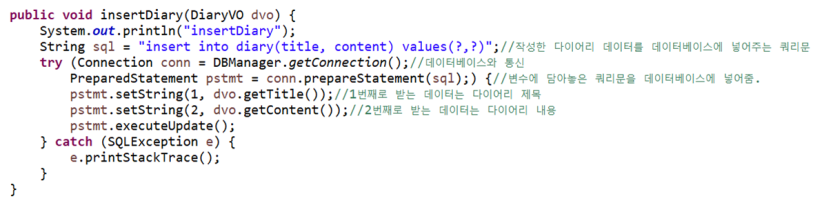 public void insertDiary(DiaryVO dvo) {
    System.out.println("insertDiary");
    String sql = "insert into diary(title, content) values(?,?)";//작성한 다이어리 데이터를 데이터베이스에 넣어주는 쿼리문
    try (Connection conn = DBManager.getConnection();//데이터베이스와 통신
        PreparedStatement pstmt = conn.prepareStatement(sql);) {//변수에 담아놓은 쿼리문을 데이터베이스에 넣어줌.
        pstmt.setString(1, dvo.getTitle());//1번째로 받는 데이터는 다이어리 제목
        pstmt.setString(2, dvo.getContent());//2번째로 받는 데이터는 다이어리 내용
        pstmt.executeUpdate();
    } catch (SQLException e) {
        e.printStackTrace();
    }
}